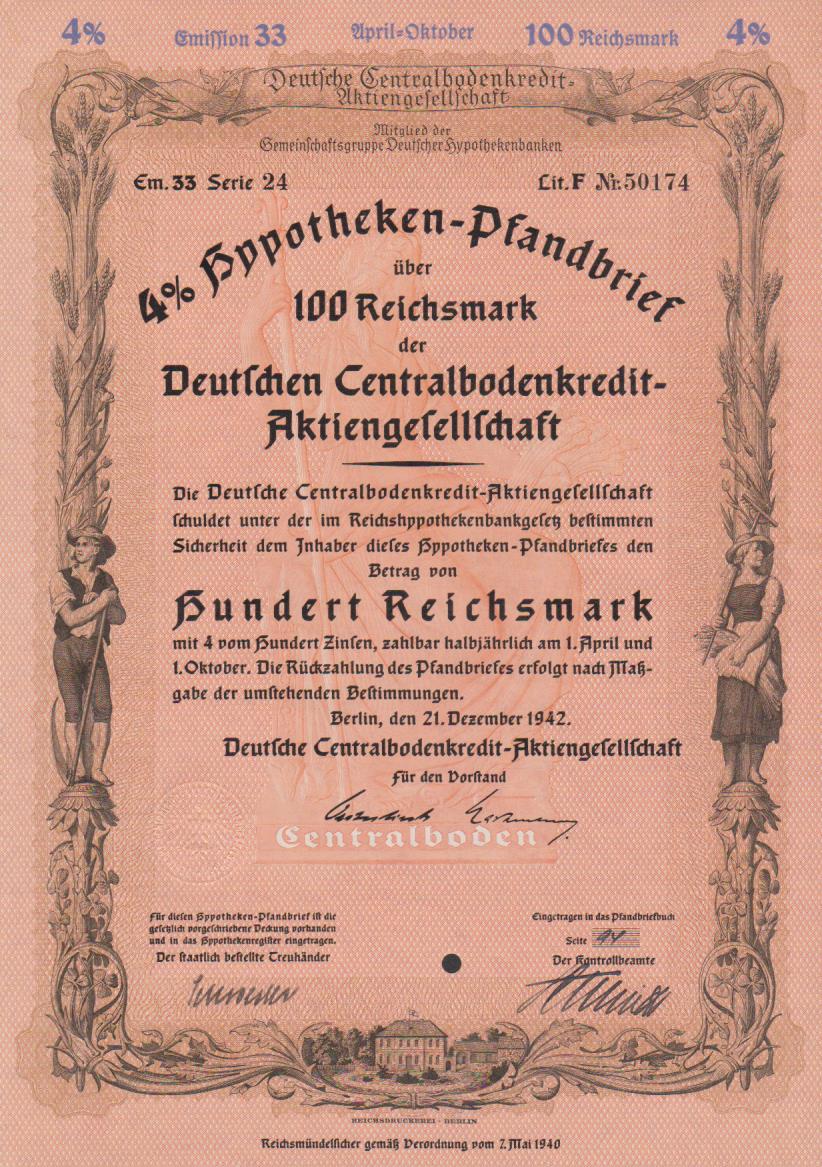 4% Emission 33 April-Oktober 100 Reichsmark 4%
Deutsche Centralbodenkredit-
Aktiengesellschaft
Mitglied der
Gemeinschaftsgruppe Deutscher Hypothekenbanken
Em. 33 Serie 24 Lit. F Nr. 50174
4% Hypotheken-Pfandbrief
über
100 Reichsmark
der
Deutschen Centralbodenkredit-
Aktiengesellschaft
Die Deutsche Centralbodenkredit-Aktiengesellschaft
schuldet unter der im Reichshypothekenbankgesetz bestimmten
Sicherheit dem Inhaber dieses Hypotheken-Pfandbriefes den
Betrag von
Hundert Reichsmark
mit 4 vom Hundert Zinsen, zahlbar halbjährlich am 1. April und
1. Oktober. Die Rückzahlung des Pfandbriefes erfolgt nach Maß-
gabe der umstehenden Bestimmungen.
Berlin, den 21. Dezember 1942.
Deutsche Centralbodenkredit-Aktiengesellschaft
Für den Vorstand
Centralboden
Für diesen Hypotheken-Pfandbrief ist die
gesetzlich vorgeschriebene Deckung vorhanden
und in das Hypothekenregister eingetragen.
Der staatlich bestellte Treuhänder
Eingetragen in das Pfandbriefbuch
Seite 94
Der Kontrollbeamte
REICHSDRUCKEREI · BERLIN
Reichsmündelsicher gemäß Verordnung vom 7. Mai 1940